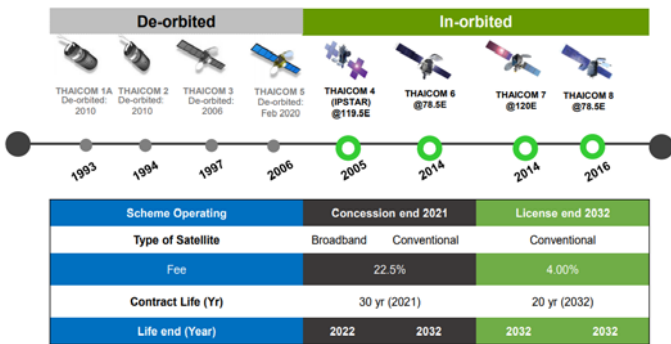 De-orbited
In-orbited
THAICOM 1A
De-orbited:
2010
THAICOM 2
De-orbited:
2010
THAICOM 3
De-orbited:
2006
THAICOM 5
De-orbited:
Feb 2020
THAICOM 4
(IPSTAR)
@119.5E
THAICOM 6
@78.5E
THAICOM 7
@120E
THAICOM 8
@78.5E
1993
1994
1997
2006
2005
2014
2014
2016
Scheme Operating Concession end 2021 License end 2032
Type of Satellite Broadband Conventional Conventional
Fee 22.5% 4.00%
Contract Life (Yr) 30 yr (2021) 20 yr (2032)
Life end (Year) 2022 2032 2032 2032